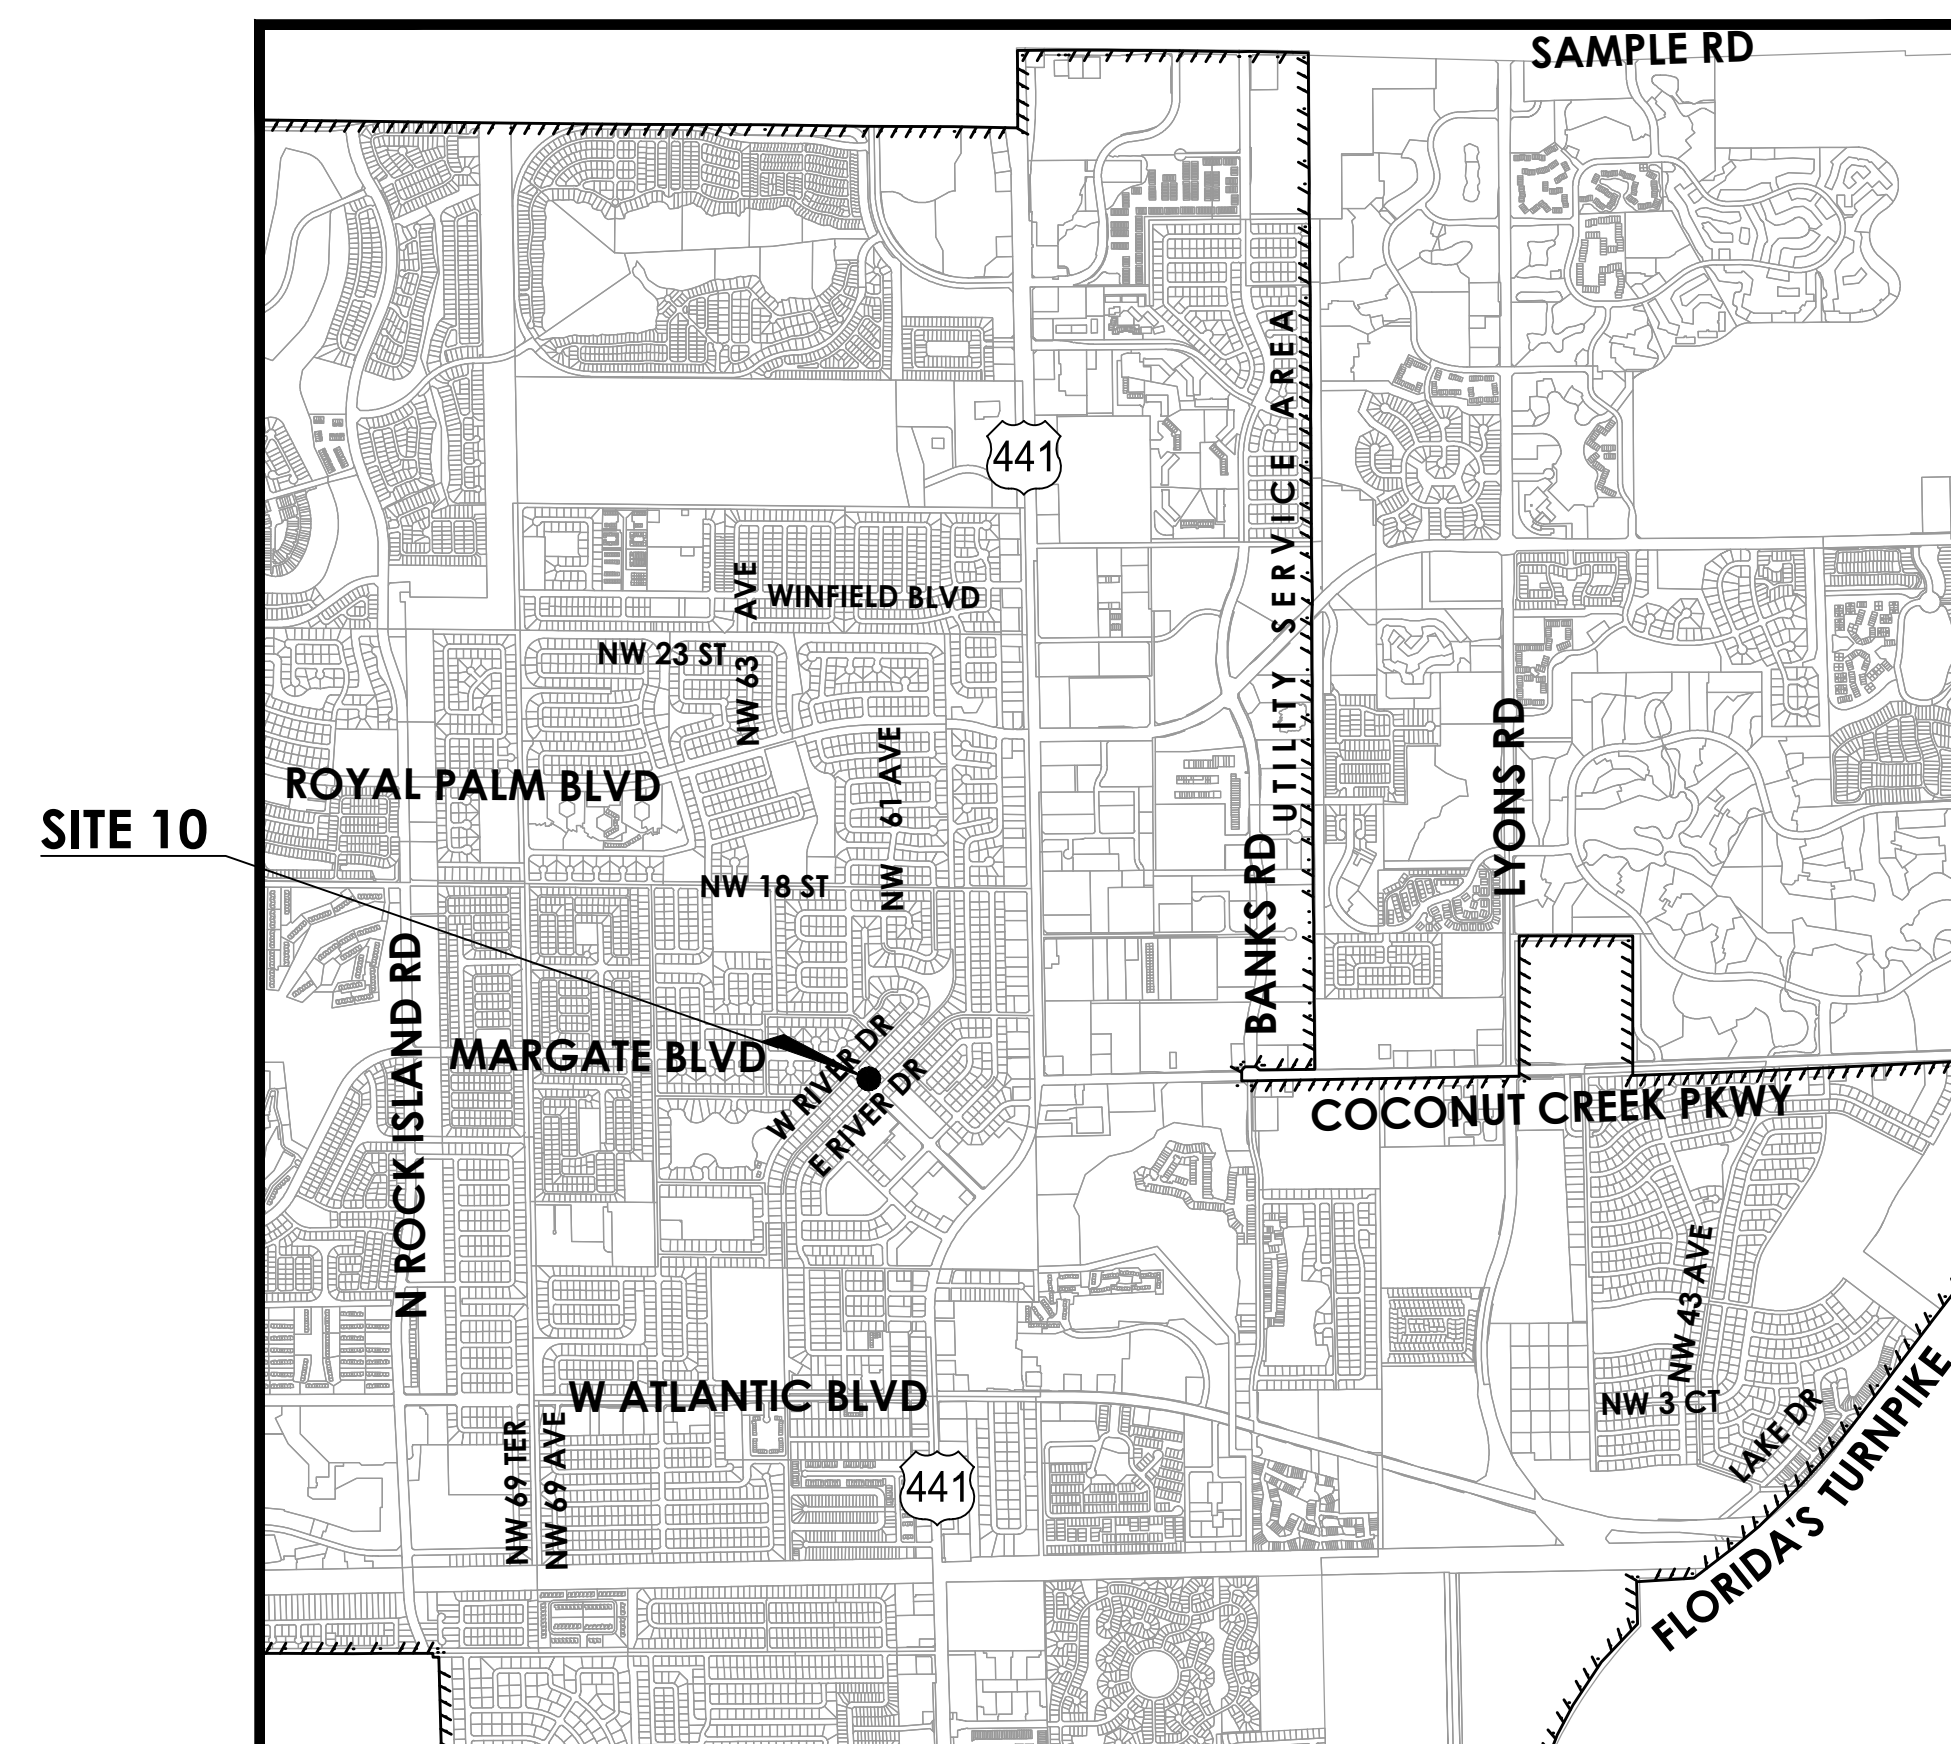 SAMPLE RD
441
UTILITY SERVICE AREA
WINFIELD BLVD
NW 23 ST
NW 63 AVE
NW 61 AVE
LYONS RD
ROYAL PALM BLVD
SITE 10
NW 18 ST
BANKS RD
N ROCK ISLAND RD
MARGATE BLVD
W RIVER DR
E RIVER DR
COCONUT CREEK PKWY
NW 43 AVE
W ATLANTIC BLVD
NW 3 CT
LAKE DR
NW 69 TER
NW 69 AVE
441
FLORIDA'S TURNPIKE